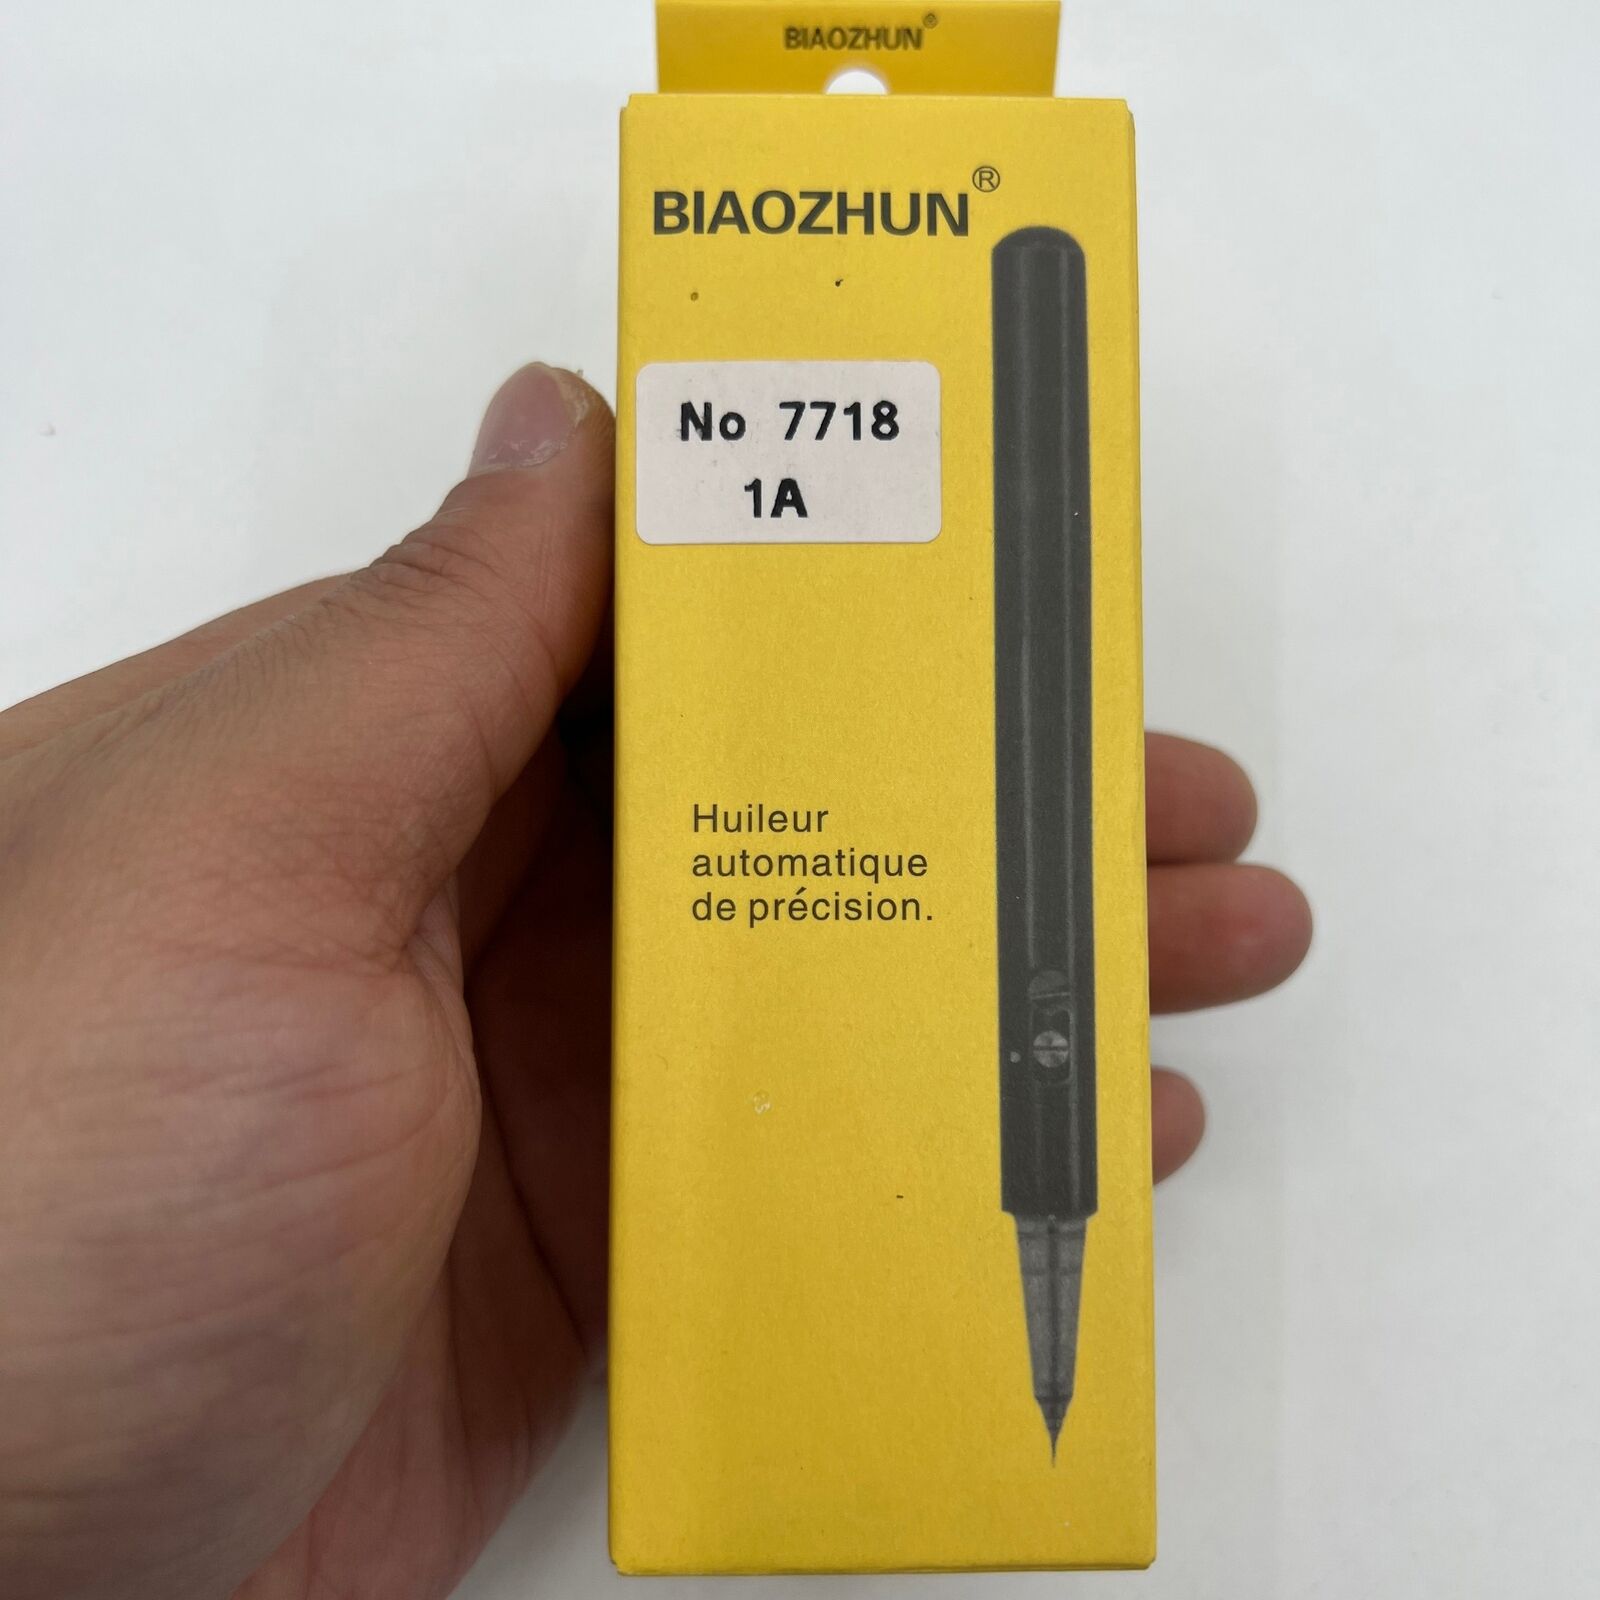 BIAOZHUN®
BIAOZHUN®
No 7718
1A
Huileur
automatique
de précision.